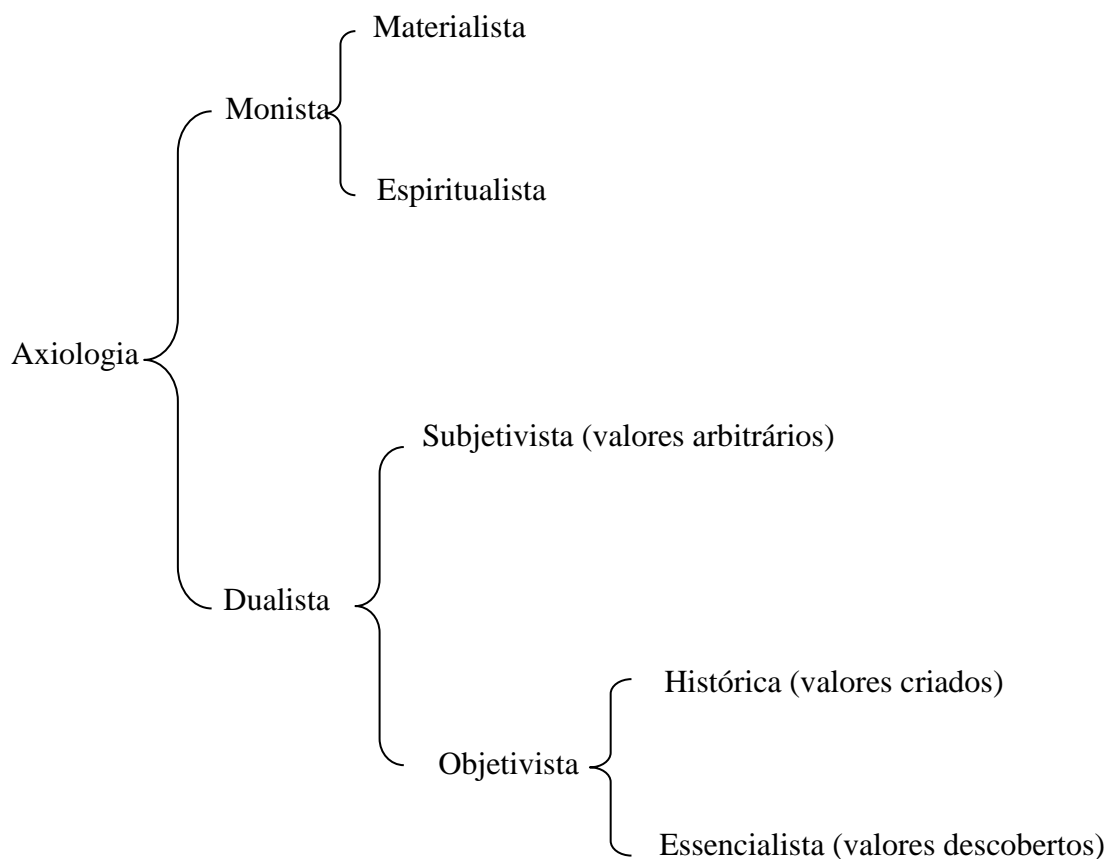 Materialista
Monista
Espiritualista
Axiologia
Subjetivista (valores arbitrários)
Dualista
Histórica (valores criados)
Objetivista
Essencialista (valores descobertos)